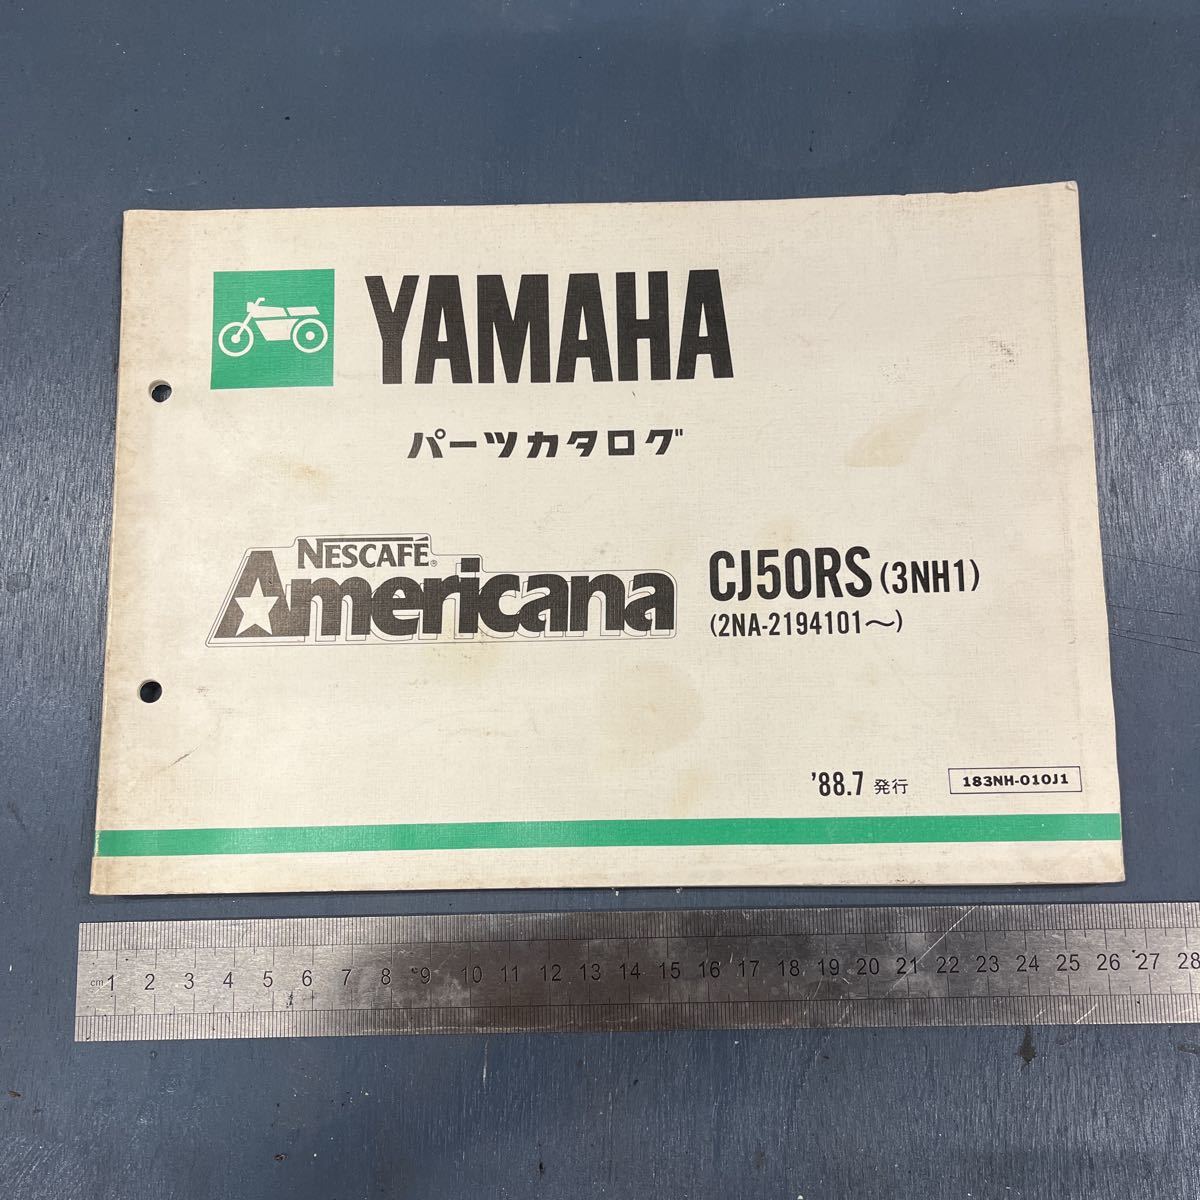 YAMAHA
パーツカタログ
NESCAFÉ®
Americana
CJ50RS (3NH1)
(2NA-2194101〜)
'88.7 発行
183NH-010J1
cm 1 2 3 4 5 6 7 8 9 10 11 12 13 14 15 16 17 18 19 20 21 22 23 24 25 26 27 28